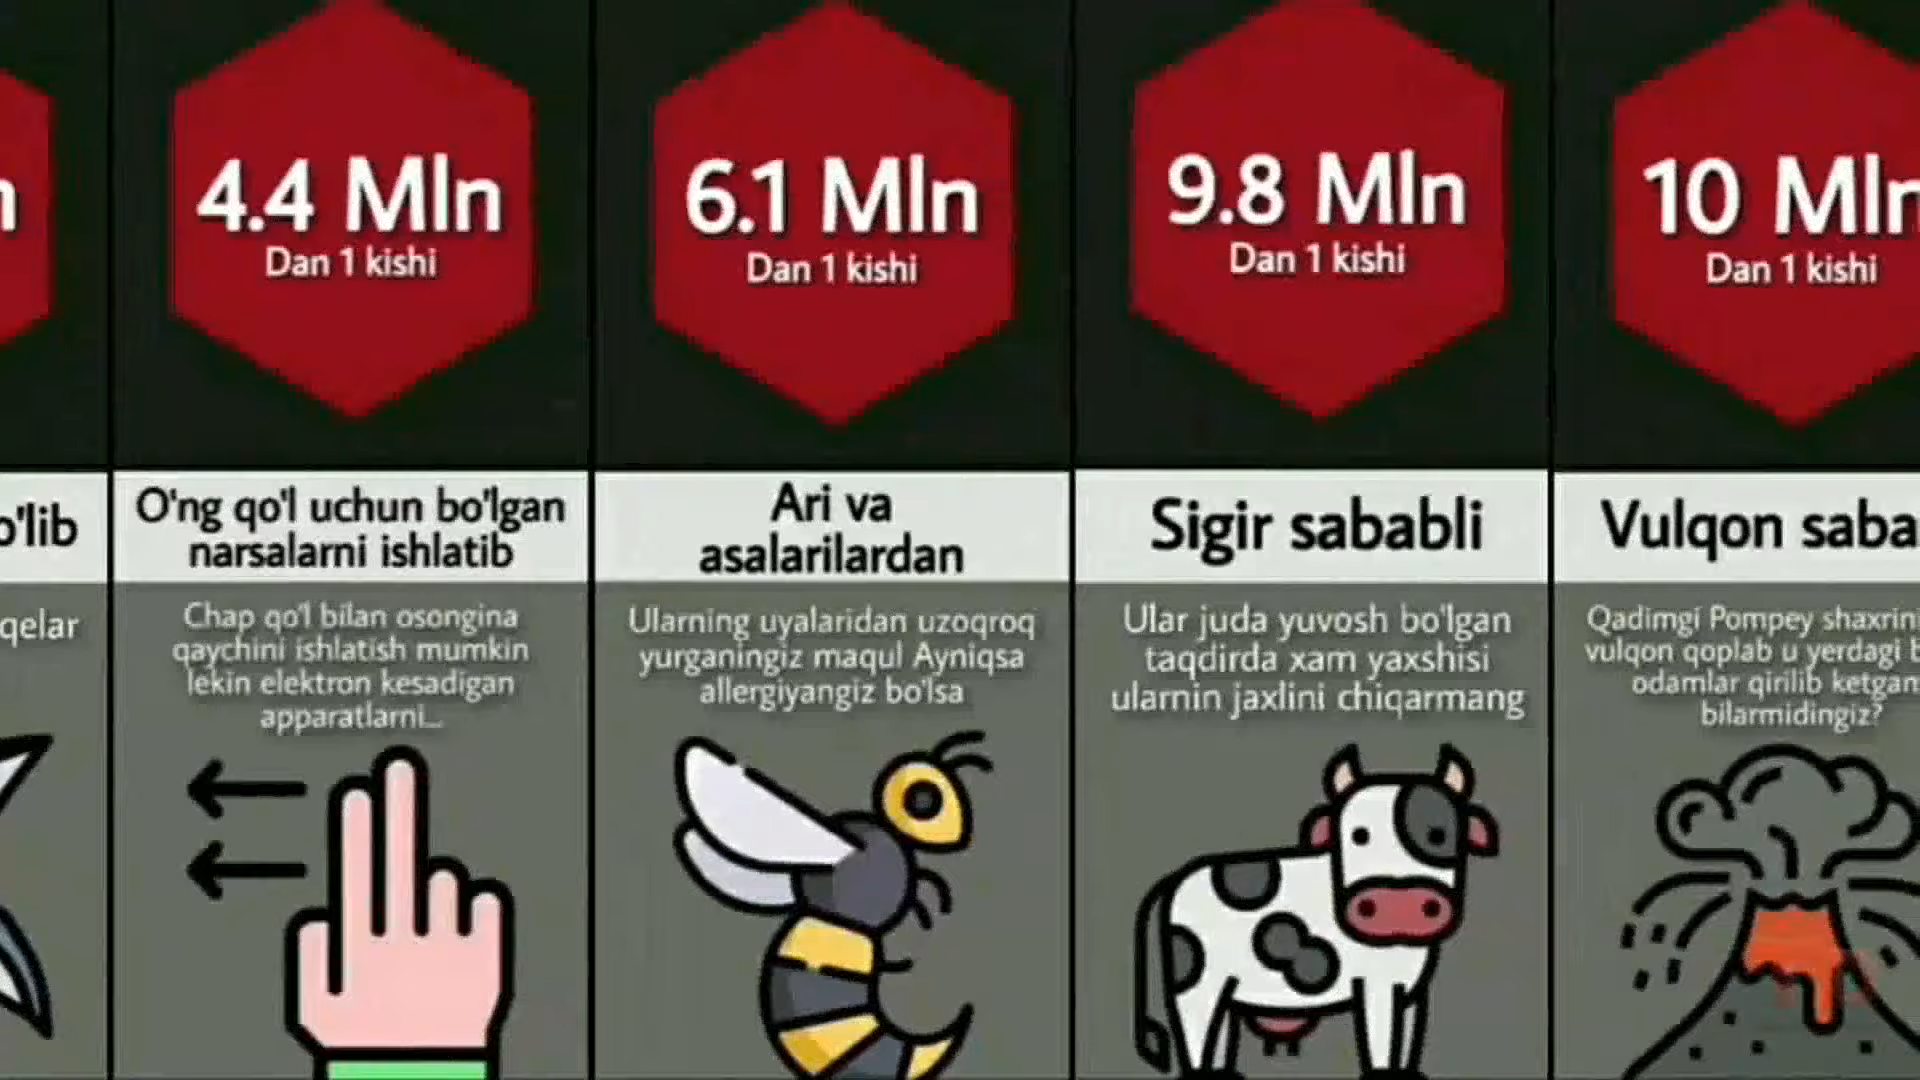 4.4 Mln
Dan 1 kishi
O'ng qo'l uchun bo'lgan
narsalarni ishlatib
Chap qo'l bilan osongina
qaychini ishlatish mumkin
lekin elektron kesadigan
apparatlarni...
6.1 Mln
Dan 1 kishi
Ari va
asalarilardan
Ularning uyalaridan uzoqroq
yurganingiz maqul Ayniqsa
allergiyangiz bo'lsa
9.8 Mln
Dan 1 kishi
Sigir sababli
Ular juda yuvosh bo'lgan
taqdirda xam yaxshisi
ularnin jaxlini chiqarmang
10 Mln
Dan 1 kishi
Vulqon saba
Qadimgi Pompey shaxrini
vulqon qoplab u yerdagi
odamlar qirilib ketgan
bilarmidingiz?